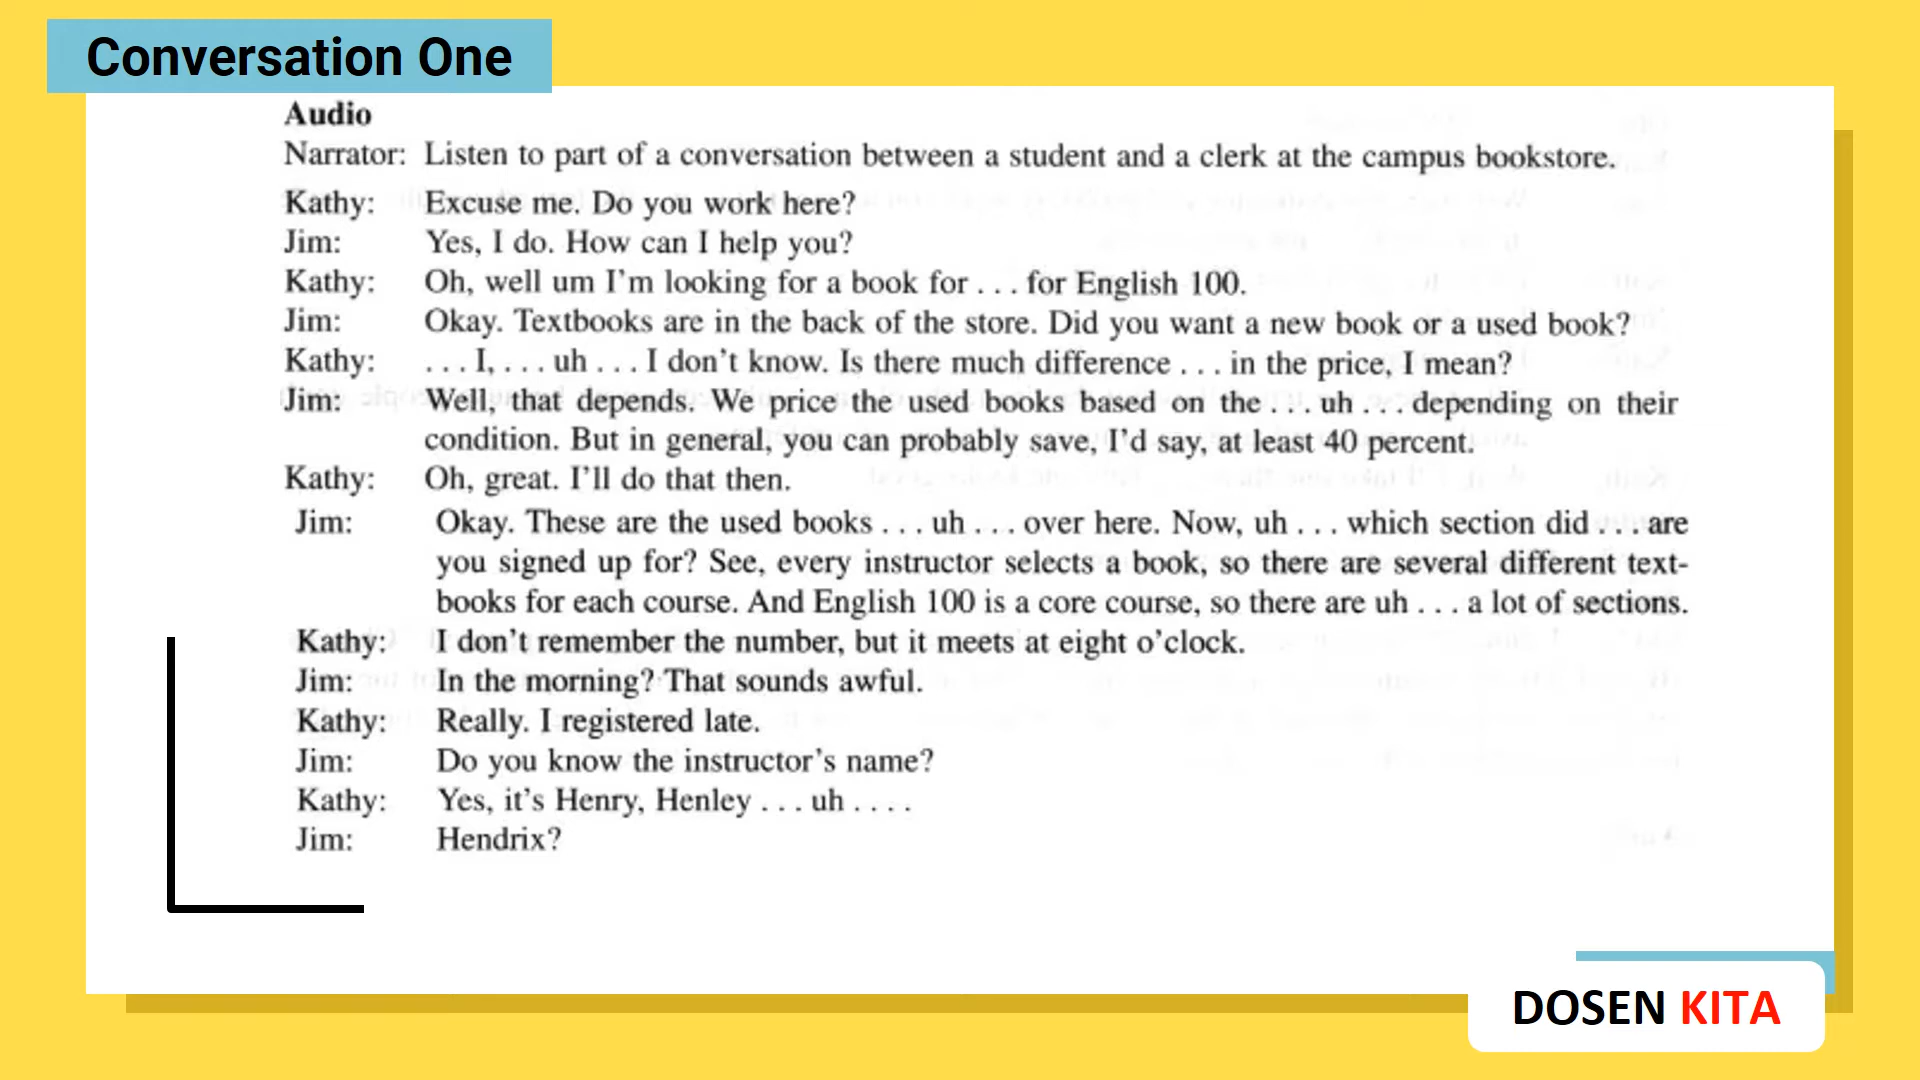 Conversation One
Audio
Narrator: Listen to part of a conversation between a student and a clerk at the campus bookstore.
Kathy: Excuse me. Do you work here?
Jim: Yes, I do. How can I help you?
Kathy: Oh, well um I'm looking for a book for . . . for English 100.
Jim: Okay. Textbooks are in the back of the store. Did you want a new book or a used book?
Kathy: . . . I, . . . uh . . . I don't know. Is there much difference . . . in the price, I mean?
Jim: Well, that depends. We price the used books based on the . . . uh . . . depending on their
condition. But in general, you can probably save, I'd say, at least 40 percent.
Kathy: Oh, great. I'll do that then.
Jim: Okay. These are the used books . . . uh . . . over here. Now, uh . . . which section did . . . are
you signed up for? See, every instructor selects a book, so there are several different text-
books for each course. And English 100 is a core course, so there are uh . . . a lot of sections.
Kathy: I don't remember the number, but it meets at eight o'clock.
Jim: In the morning? That sounds awful.
Kathy: Really. I registered late.
Jim: Do you know the instructor's name?
Kathy: Yes, it's Henry, Henley . . . uh . . . .
Jim: Hendrix?
DOSEN KITA